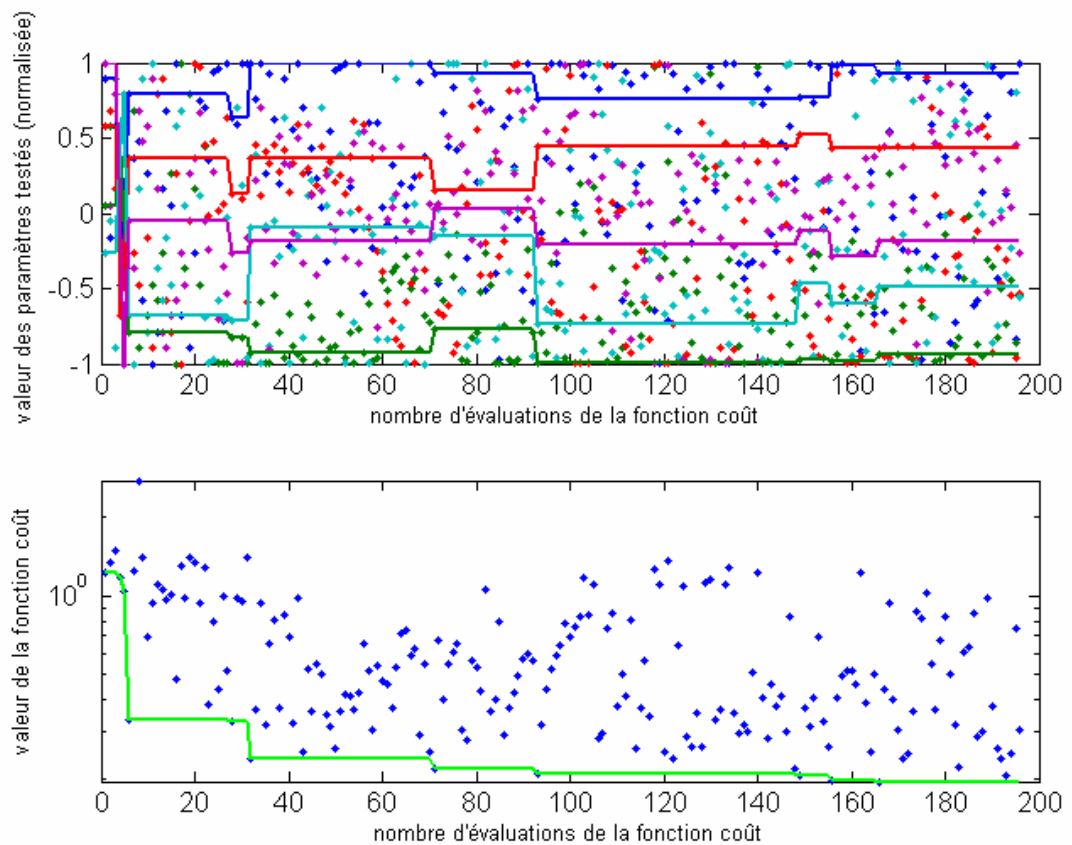 valeur des paramètres testés (normalisée)
1
0.5
0
-0.5
-1
0 20 40 60 80 100 120 140 160 180 200
nombre d'évaluations de la fonction coût
valeur de la fonction coût
10^0
0 20 40 60 80 100 120 140 160 180 200
nombre d'évaluations de la fonction coût